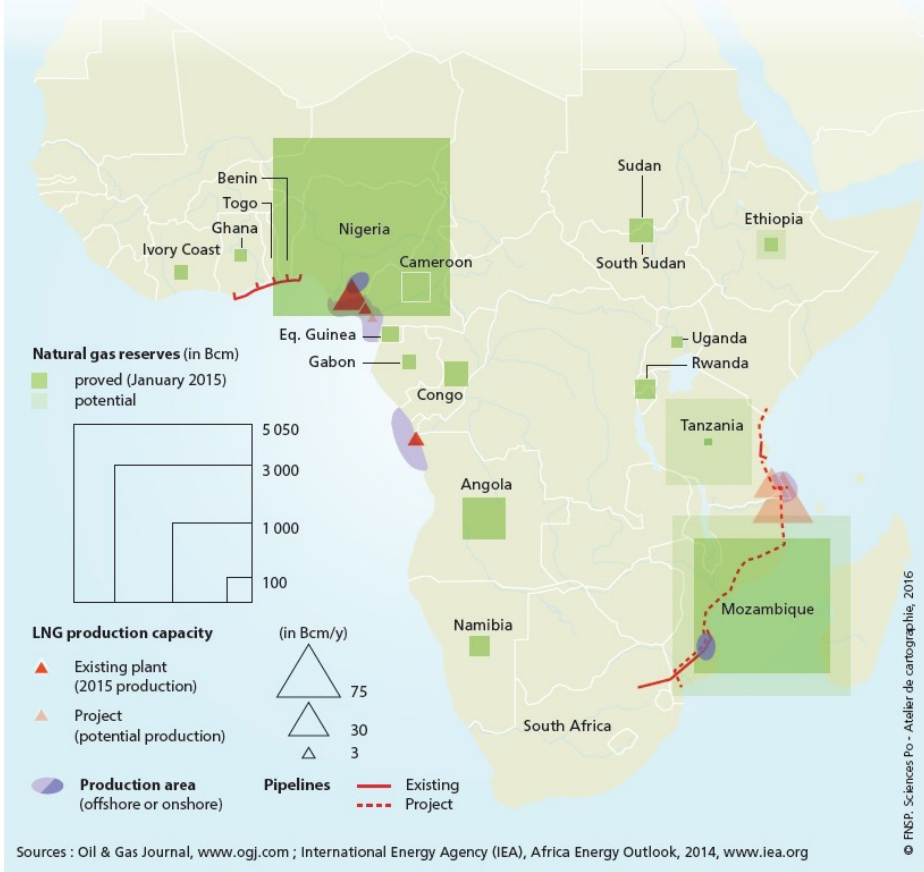 Benin
Togo
Ghana
Ivory Coast
Nigeria
Cameroon
Sudan
South Sudan
Ethiopia
Eq. Guinea
Gabon
Congo
Uganda
Rwanda
Tanzania
Angola
Namibia
Mozambique
South Africa
Natural gas reserves (in Bcm)
proved (January 2015)
potential
5 050
3 000
1 000
100
LNG production capacity
(in Bcm/y)
Existing plant
(2015 production)
Project
(potential production)
75
30
3
Production area
(offshore or onshore)
Pipelines
Existing
Project
Sources : Oil & Gas Journal, www.ogj.com ; International Energy Agency (IEA), Africa Energy Outlook, 2014, www.iea.org
© FNSP. Sciences Po - Atelier de cartographie, 2016